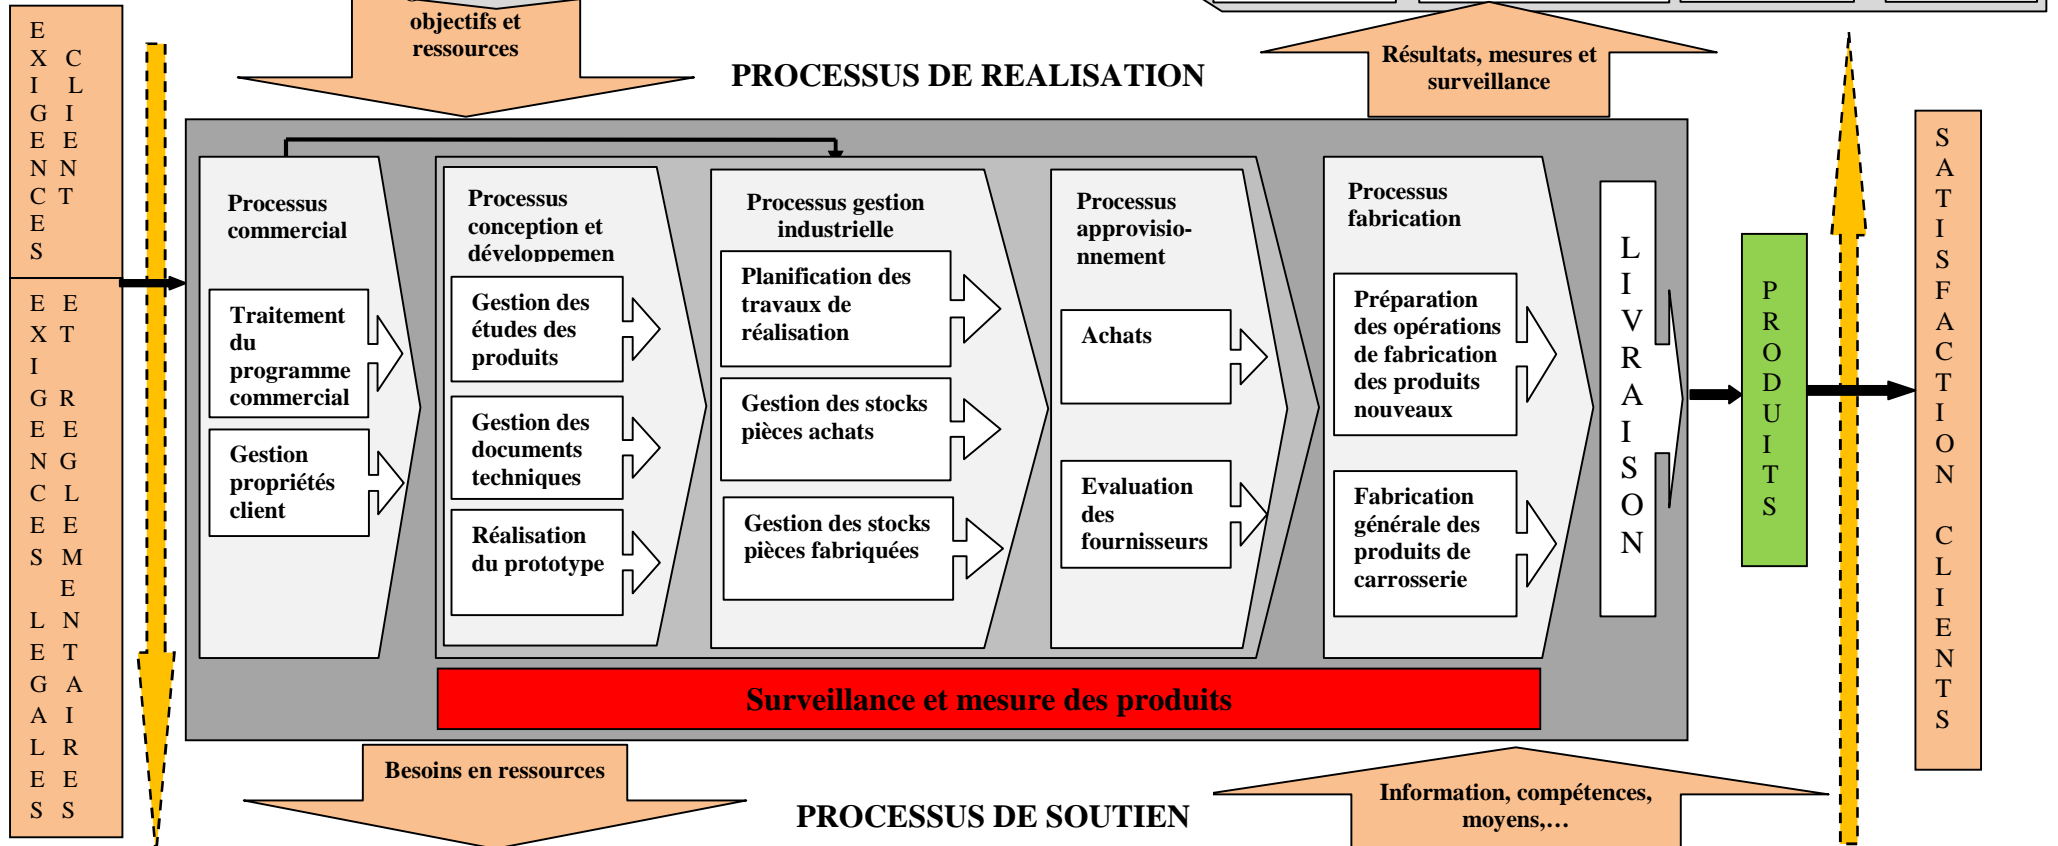 objectifs et
ressources
Résultats, mesures et
surveillance
PROCESSUS DE REALISATION
EXIGENCES
CLIENT
EXIGENCES LEGALES
ET REGLEMENTAIRES
Processus
commercial
Traitement
du
programme
commercial
Gestion
propriétés
client
Processus
conception et
développemen
Gestion des
études des
produits
Gestion des
documents
techniques
Réalisation
du prototype
Processus gestion
industrielle
Planification des
travaux de
réalisation
Gestion des stocks
pièces achats
Gestion des stocks
pièces fabriquées
Processus
approvisio-
nnement
Achats
Evaluation
des
fournisseurs
Processus
fabrication
Préparation
des opérations
de fabrication
des produits
nouveaux
Fabrication
générale des
produits de
carrosserie
LIVRAISON
PRODUITS
SATISFACTION CLIENTS
Surveillance et mesure des produits
Besoins en ressources
PROCESSUS DE SOUTIEN
Information, compétences,
moyens,…